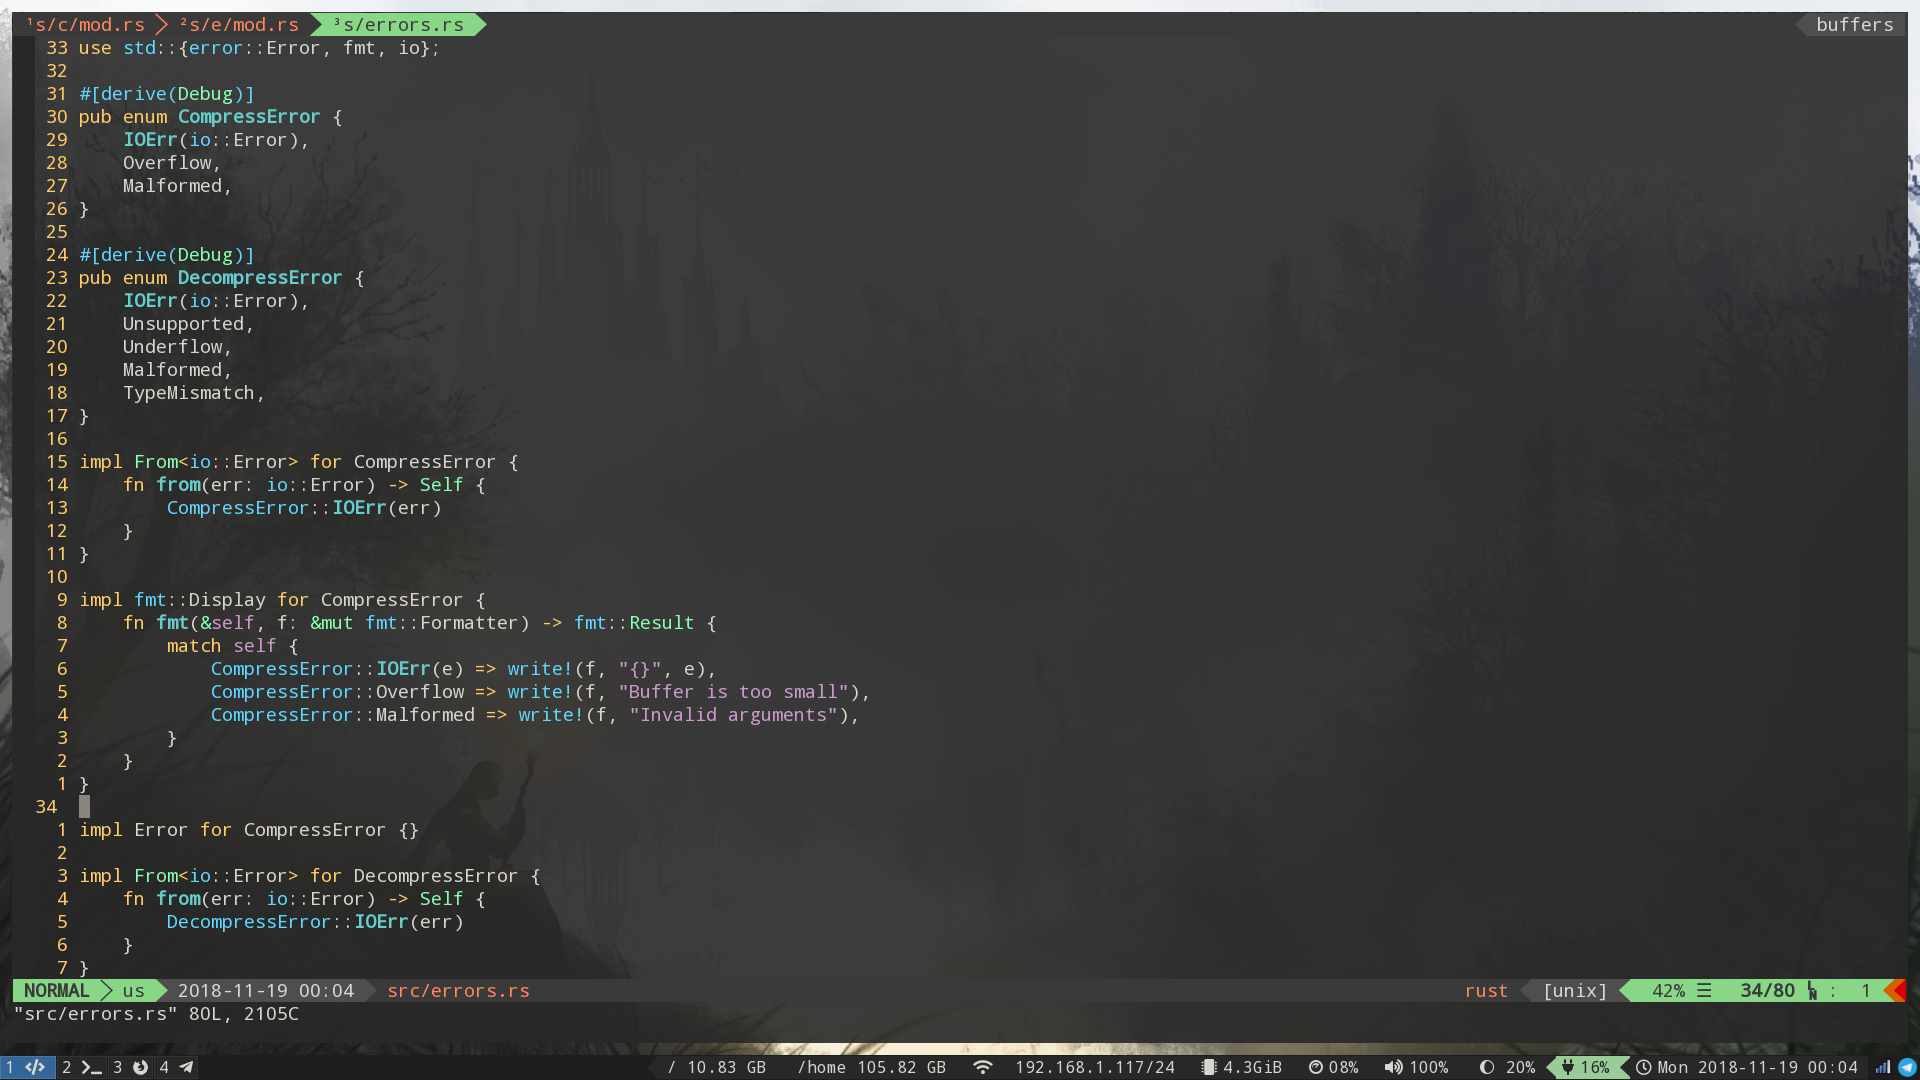 ¹s/c/mod.rs ²s/e/mod.rs ³s/errors.rs buffers
33 use std::{error::Error, fmt, io};
32
31 #[derive(Debug)]
30 pub enum CompressError {
29     IOErr(io::Error),
28     Overflow,
27     Malformed,
26 }
25
24 #[derive(Debug)]
23 pub enum DecompressError {
22     IOErr(io::Error),
21     Unsupported,
20     Underflow,
19     Malformed,
18     TypeMismatch,
17 }
16
15 impl From<io::Error> for CompressError {
14     fn from(err: io::Error) -> Self {
13         CompressError::IOErr(err)
12     }
11 }
10
9 impl fmt::Display for CompressError {
8     fn fmt(&self, f: &mut fmt::Formatter) -> fmt::Result {
7         match self {
6             CompressError::IOErr(e) => write!(f, "{}", e),
5             CompressError::Overflow => write!(f, "Buffer is too small"),
4             CompressError::Malformed => write!(f, "Invalid arguments"),
3         }
2     }
1 }
34
1 impl Error for CompressError {}
2
3 impl From<io::Error> for DecompressError {
4     fn from(err: io::Error) -> Self {
5         DecompressError::IOErr(err)
6     }
7 }
NORMAL us 2018-11-19 00:04 src/errors.rs rust [unix] 42% ☰ 34/80 ␤ : 1
"src/errors.rs" 80L, 2105C
1 </> 2 3 4 / 10.83 GB /home 105.82 GB 192.168.1.117/24 4.3GiB 08% 100% 20% 16% Mon 2018-11-19 00:04